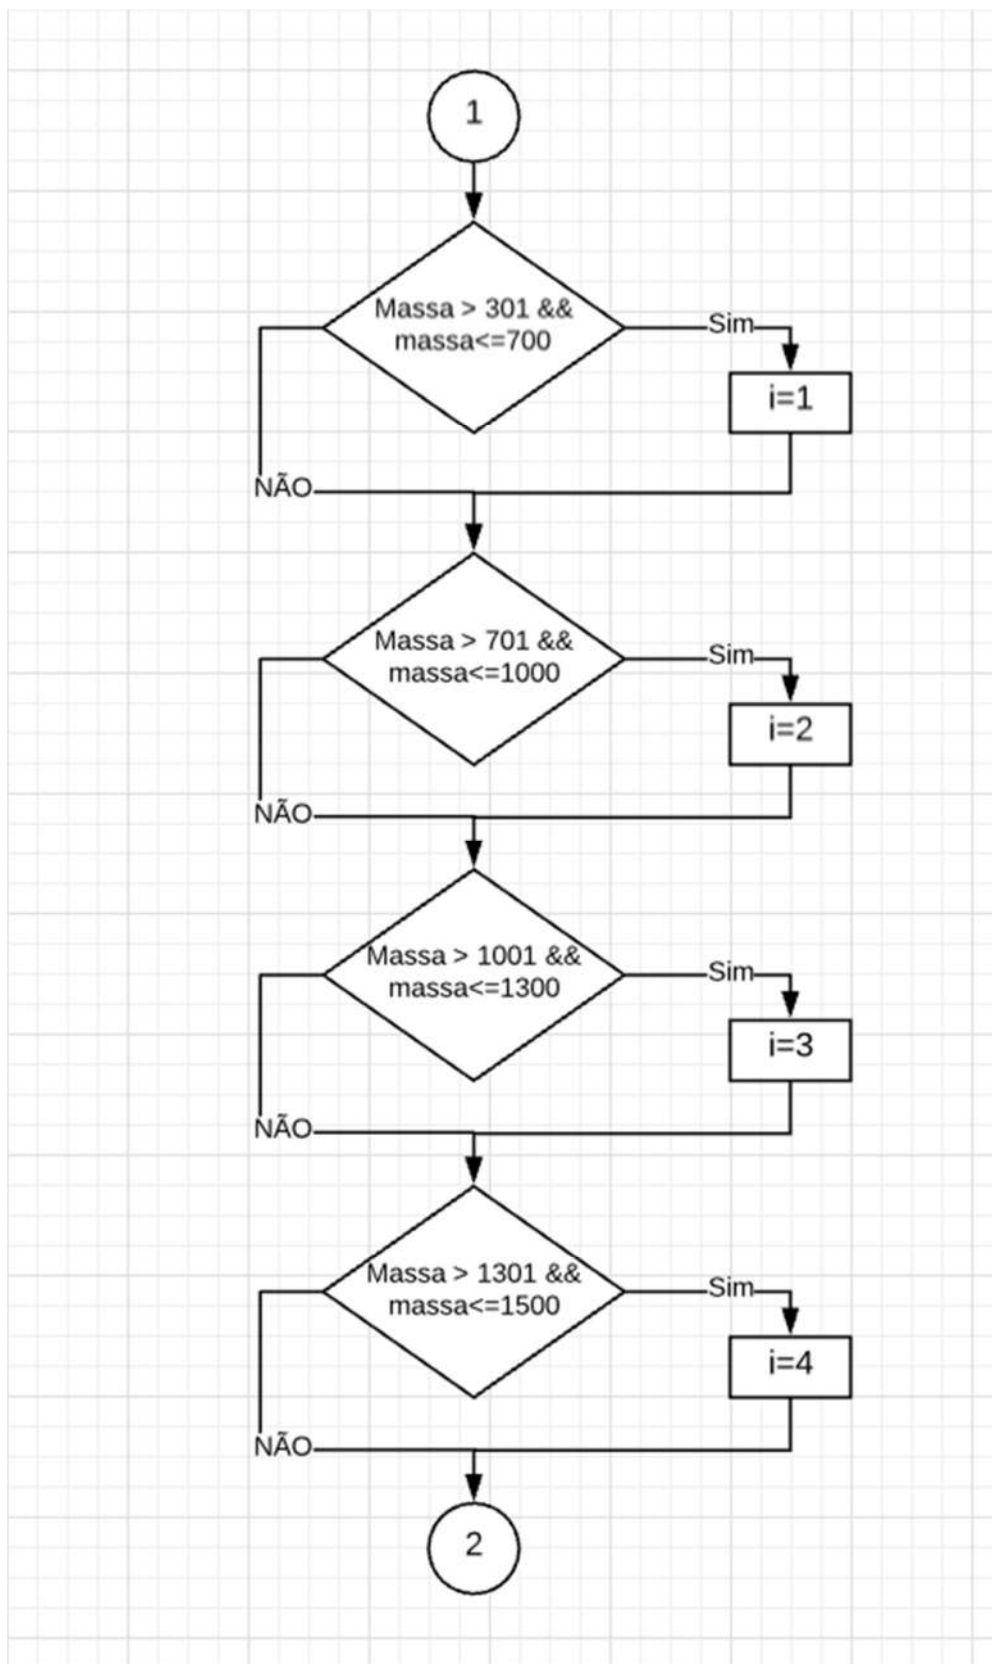 1
Massa > 301 &&
massa<=700
Sim
i=1
NÃO
Massa > 701 &&
massa<=1000
Sim
i=2
NÃO
Massa > 1001 &&
massa<=1300
Sim
i=3
NÃO
Massa > 1301 &&
massa<=1500
Sim
i=4
NÃO
2